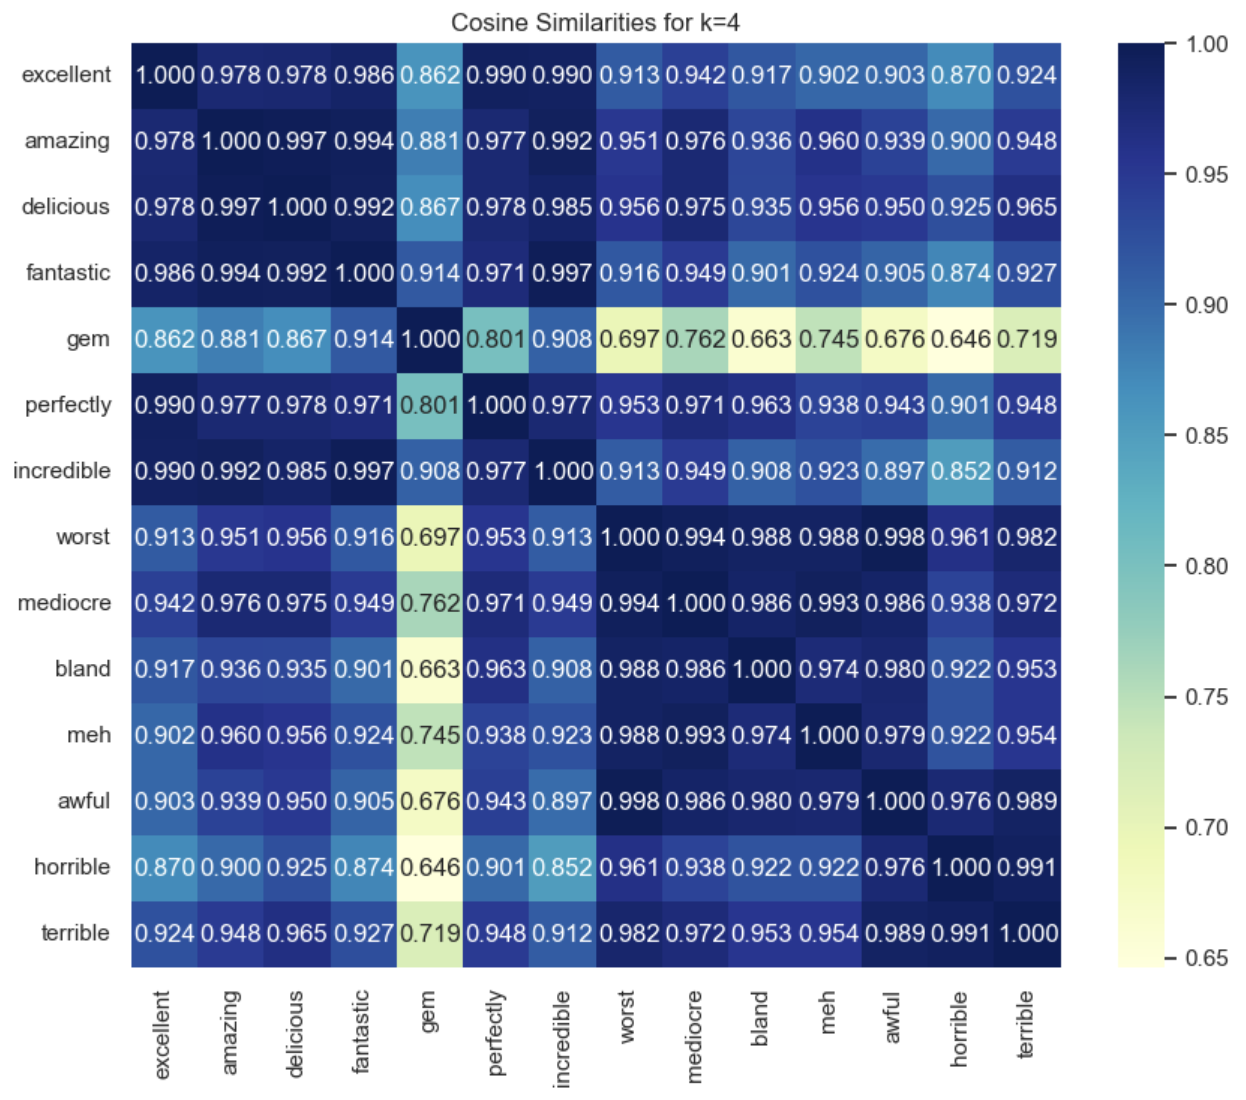 Cosine Similarities for k=4
excellent 1.000 0.978 0.978 0.986 0.862 0.990 0.990 0.913 0.942 0.917 0.902 0.903 0.870 0.924
amazing 0.978 1.000 0.997 0.994 0.881 0.977 0.992 0.951 0.976 0.936 0.960 0.939 0.900 0.948
delicious 0.978 0.997 1.000 0.992 0.867 0.978 0.985 0.956 0.975 0.935 0.956 0.950 0.925 0.965
fantastic 0.986 0.994 0.992 1.000 0.914 0.971 0.997 0.916 0.949 0.901 0.924 0.905 0.874 0.927
gem 0.862 0.881 0.867 0.914 1.000 0.801 0.908 0.697 0.762 0.663 0.745 0.676 0.646 0.719
perfectly 0.990 0.977 0.978 0.971 0.801 1.000 0.977 0.953 0.971 0.963 0.938 0.943 0.901 0.948
incredible 0.990 0.992 0.985 0.997 0.908 0.977 1.000 0.913 0.949 0.908 0.923 0.897 0.852 0.912
worst 0.913 0.951 0.956 0.916 0.697 0.953 0.913 1.000 0.994 0.988 0.988 0.998 0.961 0.982
mediocre 0.942 0.976 0.975 0.949 0.762 0.971 0.949 0.994 1.000 0.986 0.993 0.986 0.938 0.972
bland 0.917 0.936 0.935 0.901 0.663 0.963 0.908 0.988 0.986 1.000 0.974 0.980 0.922 0.953
meh 0.902 0.960 0.956 0.924 0.745 0.938 0.923 0.988 0.993 0.974 1.000 0.979 0.922 0.954
awful 0.903 0.939 0.950 0.905 0.676 0.943 0.897 0.998 0.986 0.980 0.979 1.000 0.976 0.989
horrible 0.870 0.900 0.925 0.874 0.646 0.901 0.852 0.961 0.938 0.922 0.922 0.976 1.000 0.991
terrible 0.924 0.948 0.965 0.927 0.719 0.948 0.912 0.982 0.972 0.953 0.954 0.989 0.991 1.000
excellent amazing delicious fantastic gem perfectly incredible worst mediocre bland meh awful horrible terrible
1.00
0.95
0.90
0.85
0.80
0.75
0.70
0.65